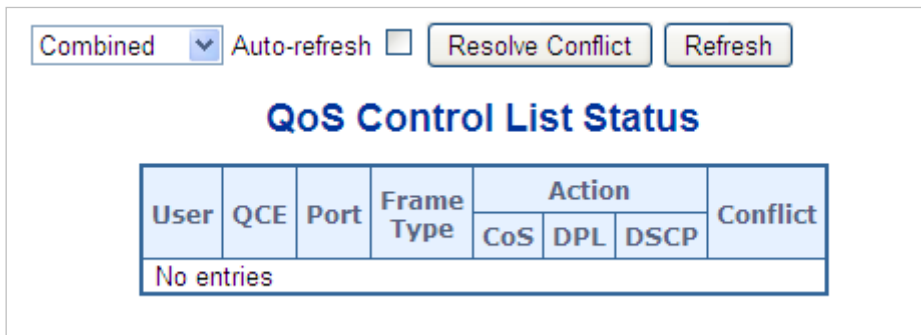 Combined Auto-refresh Resolve Conflict Refresh
QoS Control List Status
User QCE Port Frame Type Action Conflict
CoS DPL DSCP
No entries